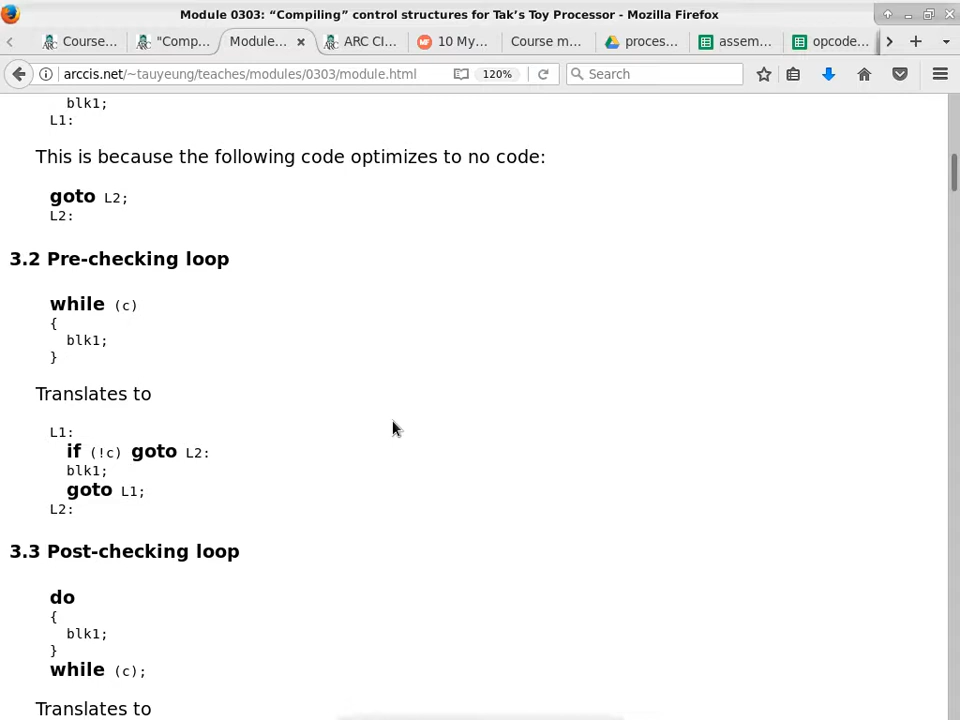 Module 0303: “Compiling” control structures for Tak’s Toy Processor - Mozilla Firefox
Course... "Comp... Module... ARC CI... 10 My... Course m... proces... assem... opcode...
arccis.net/~tauyeung/teaches/modules/0303/module.html 120% Search
blk1;
L1:
This is because the following code optimizes to no code:
goto L2;
L2:
3.2 Pre-checking loop
while (c)
{
blk1;
}
Translates to
L1:
if (!c) goto L2:
blk1;
goto L1;
L2:
3.3 Post-checking loop
do
{
blk1;
}
while (c);
Translates to